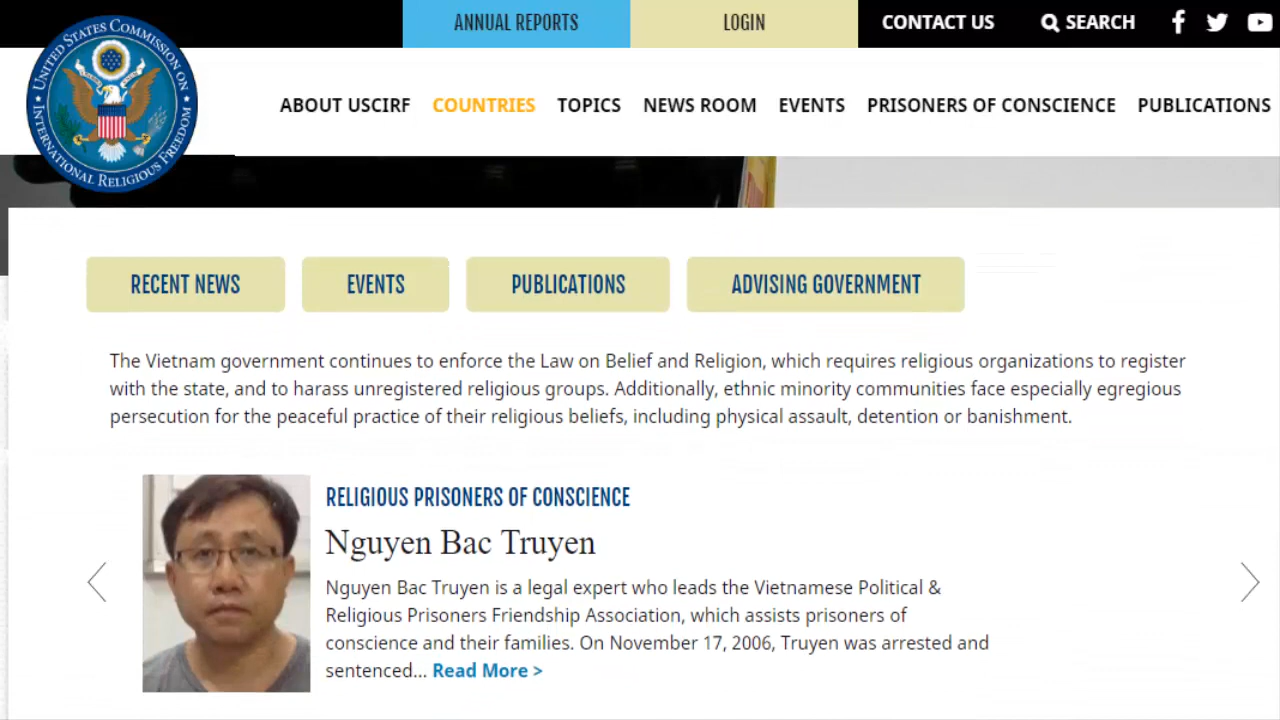 ANNUAL REPORTS
LOGIN
CONTACT US
SEARCH
UNITED STATES COMMISSION ON
INTERNATIONAL RELIGIOUS FREEDOM
ABOUT USCIRF
COUNTRIES
TOPICS
NEWS ROOM
EVENTS
PRISONERS OF CONSCIENCE
PUBLICATIONS
RECENT NEWS
EVENTS
PUBLICATIONS
ADVISING GOVERNMENT
The Vietnam government continues to enforce the Law on Belief and Religion, which requires religious organizations to register
with the state, and to harass unregistered religious groups. Additionally, ethnic minority communities face especially egregious
persecution for the peaceful practice of their religious beliefs, including physical assault, detention or banishment.
RELIGIOUS PRISONERS OF CONSCIENCE
Nguyen Bac Truyen
Nguyen Bac Truyen is a legal expert who leads the Vietnamese Political &
Religious Prisoners Friendship Association, which assists prisoners of
conscience and their families. On November 17, 2006, Truyen was arrested and
sentenced... Read More >